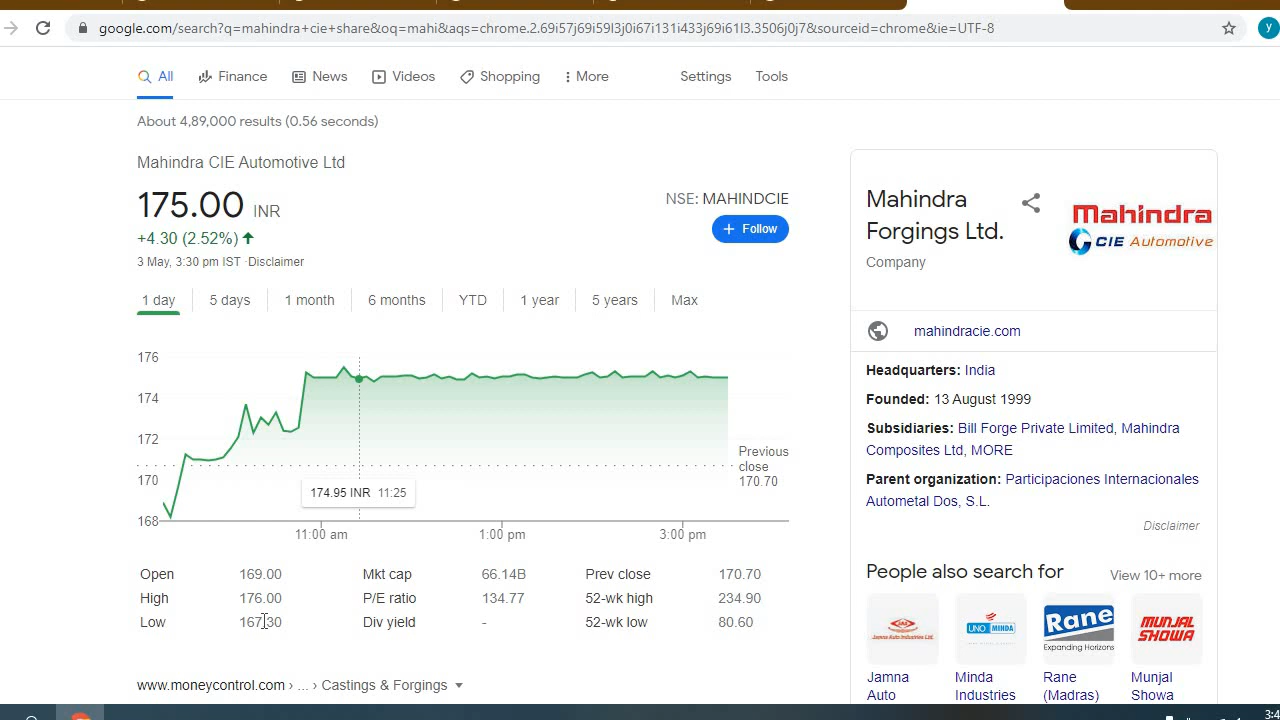 google.com/search?q=mahindra+cie+share&oq=mahi&aqs=chrome.2.69i57j69i59l3j0i67i131i433j69i61l3.3506j0j7&sourceid=chrome&ie=UTF-8
y
All Finance News Videos Shopping More Settings Tools
About 4,89,000 results (0.56 seconds)
Mahindra CIE Automotive Ltd
175.00 INR
NSE: MAHINDCIE
+4.30 (2.52%)
+ Follow
3 May, 3:30 pm IST · Disclaimer
1 day 5 days 1 month 6 months YTD 1 year 5 years Max
176
174
172
170
168
Previous
close
170.70
174.95 INR 11:25
11:00 am 1:00 pm 3:00 pm
Open 169.00 Mkt cap 66.14B Prev close 170.70
High 176.00 P/E ratio 134.77 52-wk high 234.90
Low 167.30 Div yield - 52-wk low 80.60
www.moneycontrol.com › ... › Castings & Forgings
Mahindra
Forgings Ltd.
Company
Mahindra
CIE Automotive
mahindracie.com
Headquarters: India
Founded: 13 August 1999
Subsidiaries: Bill Forge Private Limited, Mahindra
Composites Ltd, MORE
Parent organization: Participaciones Internacionales
Autometal Dos, S.L.
Disclaimer
People also search for View 10+ more
JAI
Jamna Auto Industries Ltd.
UNO MINDA
Rane
Expanding Horizons
MUNJAL
SHOWA
Jamna
Auto
Minda
Industries
Rane
(Madras)
Munjal
Showa